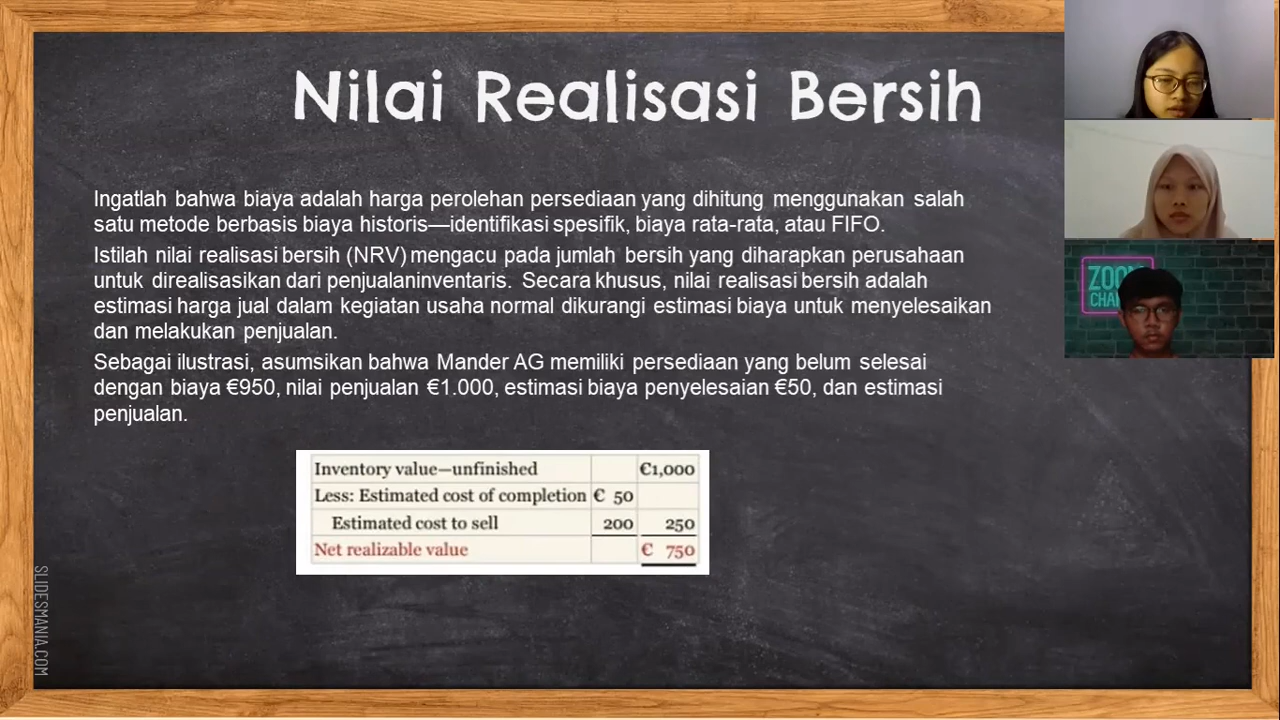 Nilai Realisasi Bersih
Ingatlah bahwa biaya adalah harga perolehan persediaan yang dihitung menggunakan salah
satu metode berbasis biaya historis—identifikasi spesifik, biaya rata-rata, atau FIFO.
Istilah nilai realisasi bersih (NRV) mengacu pada jumlah bersih yang diharapkan perusahaan
untuk direalisasikan dari penjualaninventaris. Secara khusus, nilai realisasi bersih adalah
estimasi harga jual dalam kegiatan usaha normal dikurangi estimasi biaya untuk menyelesaikan
dan melakukan penjualan.
Sebagai ilustrasi, asumsikan bahwa Mander AG memiliki persediaan yang belum selesai
dengan biaya €950, nilai penjualan €1.000, estimasi biaya penyelesaian €50, dan estimasi
penjualan.
Inventory value—unfinished €1,000
Less: Estimated cost of completion € 50
Estimated cost to sell 200 250
Net realizable value € 750
SLIDESMANIA.COM
ZOOM